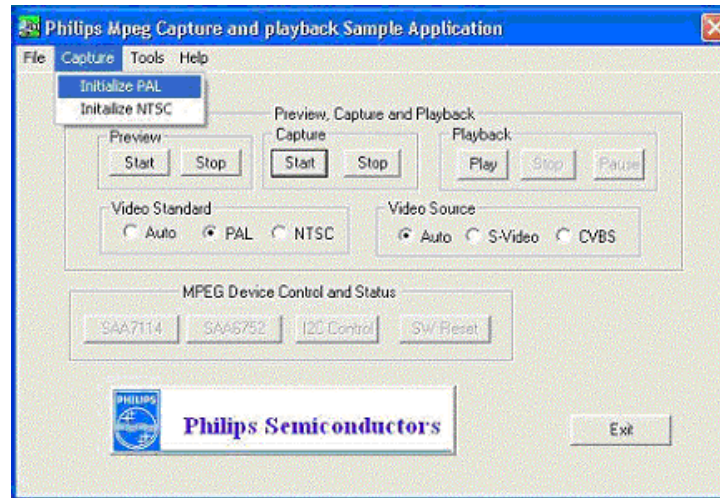 Philips Mpeg Capture and playback Sample Application
File Capture Tools Help
Initialize PAL
Initailize NTSC
Preview, Capture and Playback
Preview Capture Playback
Start Stop Start Stop Play Stop Pause
Video Standard Video Source
Auto PAL NTSC Auto S-Video CVBS
MPEG Device Control and Status
SAA7114 SAA6752 I2C Control SW Reset
PHILIPS
Philips Semiconductors
Exit